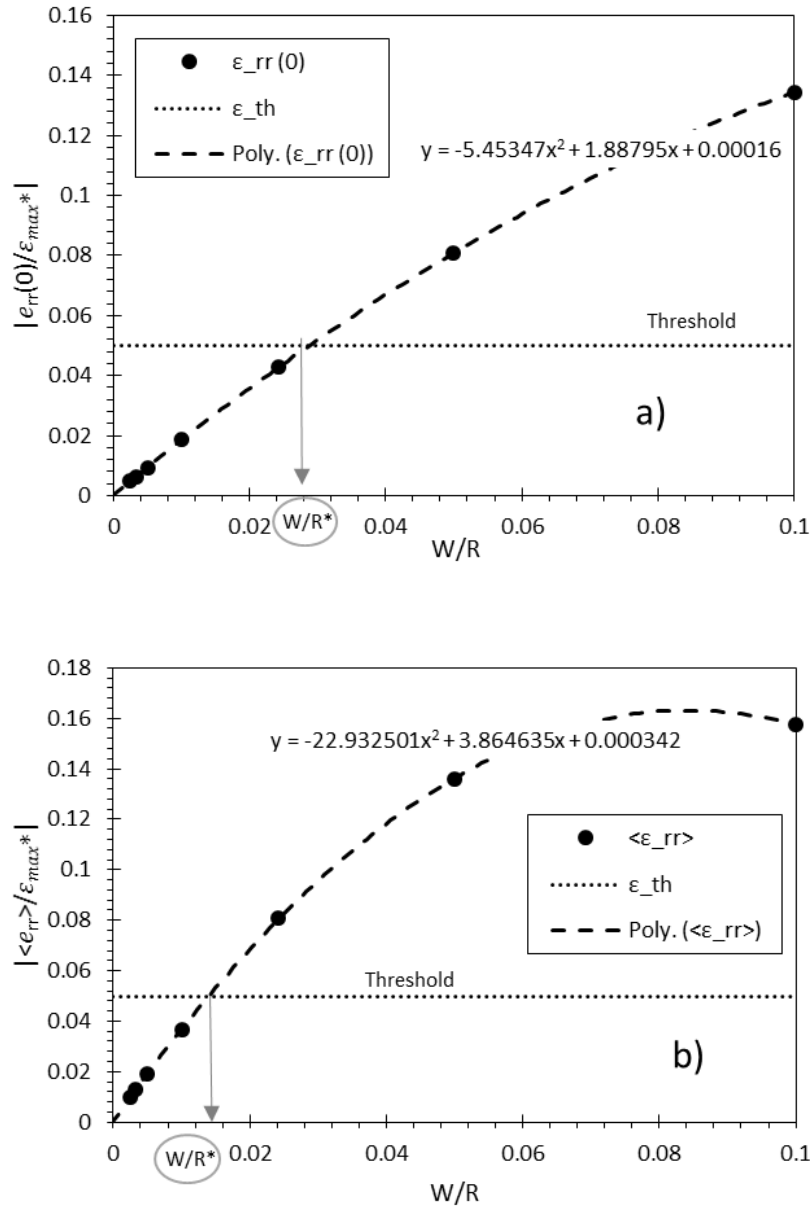 0.16
0.14
0.12
0.1
0.08
0.06
0.04
0.02
0
|e_rr(0)/ε_max*|
ε_rr (0)
ε_th
Poly. (ε_rr (0))
y = -5.45347x² + 1.88795x + 0.00016
Threshold
a)
0 0.02 0.04 0.06 0.08 0.1
W/R*
W/R
0.18
0.16
0.14
0.12
0.1
0.08
0.06
0.04
0.02
0
|<e_rr>/ε_max*|
y = -22.932501x² + 3.864635x + 0.000342
<ε_rr>
ε_th
Poly. (<ε_rr>)
Threshold
b)
0 0.02 0.04 0.06 0.08 0.1
W/R*
W/R